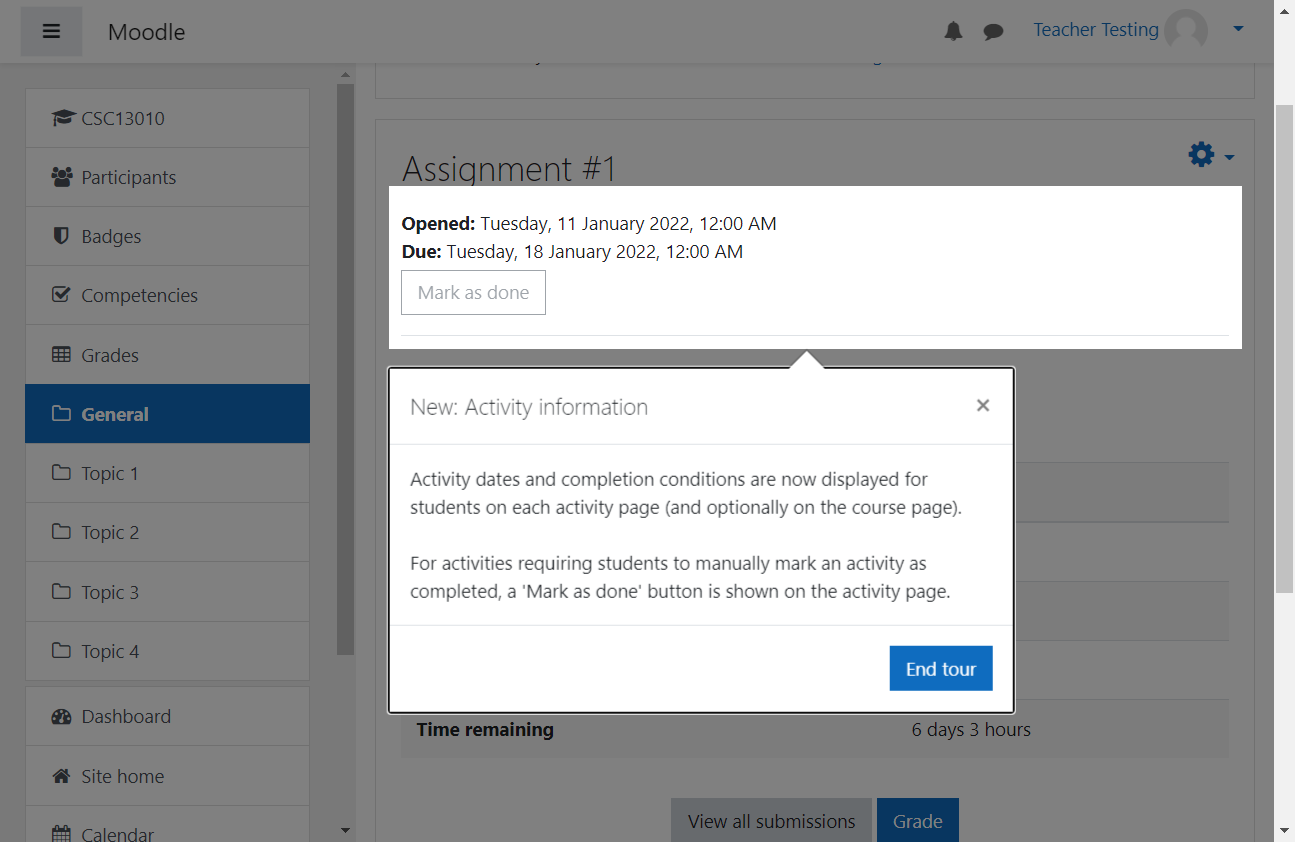 Moodle
Teacher Testing
CSC13010
Participants
Badges
Competencies
Grades
General
Topic 1
Topic 2
Topic 3
Topic 4
Dashboard
Site home
Calendar
Assignment #1
Opened: Tuesday, 11 January 2022, 12:00 AM
Due: Tuesday, 18 January 2022, 12:00 AM
Mark as done
New: Activity information
×
Activity dates and completion conditions are now displayed for
students on each activity page (and optionally on the course page).
For activities requiring students to manually mark an activity as
completed, a 'Mark as done' button is shown on the activity page.
End tour
Time remaining 6 days 3 hours
View all submissions Grade